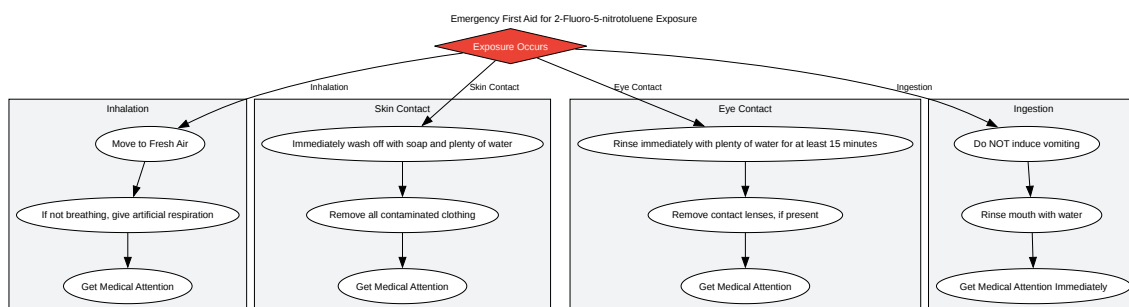 Emergency First Aid for 2-Fluoro-5-nitrotoluene Exposure
Exposure Occurs
Inhalation
Skin Contact
Eye Contact
Ingestion
Inhalation
Move to Fresh Air
If not breathing, give artificial respiration
Get Medical Attention
Skin Contact
Immediately wash off with soap and plenty of water
Remove all contaminated clothing
Get Medical Attention
Eye Contact
Rinse immediately with plenty of water for at least 15 minutes
Remove contact lenses, if present
Get Medical Attention
Ingestion
Do NOT induce vomiting
Rinse mouth with water
Get Medical Attention Immediately